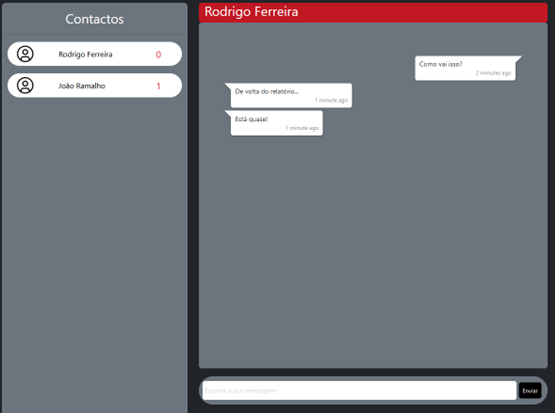 Contactos
Rodrigo Ferreira 0
João Ramalho 1
Rodrigo Ferreira
Como vai isso?
2 minutes ago
De volta do relatório...
1 minute ago
Está quase!
1 minute ago
Escreva a sua mensagem
Enviar